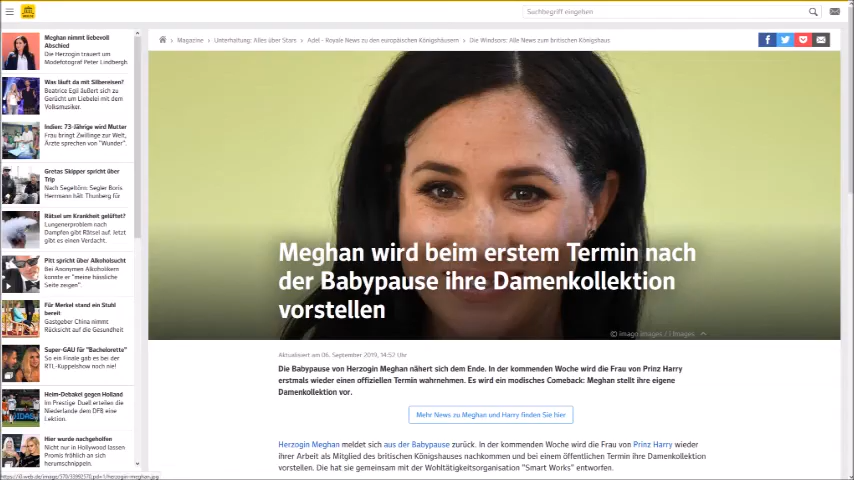 Suchbegriff eingeben
Magazine > Unterhaltung: Alles über Stars > Adel - Royale News zu den europäischen Königshäusern > Die Windsors: Alle News zum britischen Königshaus
Meghan nimmt liebevoll
Abschied
Die Herzogin trauert um
Modefotograf Peter Lindbergh.
Was läuft da mit Silbereisen?
Beatrice Egli äußert sich zu
Gerücht um Liebelei mit dem
Volksmusiker.
Indien: 73-Jährige wird Mutter
Frau bringt Zwillinge zur Welt,
Ärzte sprechen von "Wunder".
Gretas Skipper spricht über
Trip
Nach Segeltörn: Segler Boris
Herrmann hält Thunberg für
Rätsel um Krankheit gelüftet?
Lungenerproblem nach
Dampfen gibt Rätsel auf. Jetzt
gibt es einen Verdacht.
Pitt spricht über Alkoholsucht
Bei Anonymen Alkoholikern
konnte er "meine hässliche
Seite zeigen".
Für Merkel stand ein Stuhl
bereit
Gastgeber China nimmt
Rücksicht auf die Gesundheit
Super-GAU für "Bachelorette"
So ein Finale gab es bei der
RTL-Kuppelshow noch nie!
Heim-Debakel gegen Holland
Im Prestige Duell erteilen die
Niederlande dem DFB eine
Lektion.
Hier wurde nachgeholfen
Nicht nur in Hollywood lassen
Promis fröhlich an sich
herumschnippeln.
Meghan wird beim erstem Termin nach
der Babypause ihre Damenkollektion
vorstellen
© imago images / i Images
Aktualisiert am 06. September 2019, 14:52 Uhr
Die Babypause von Herzogin Meghan nähert sich dem Ende. In der kommenden Woche wird die Frau von Prinz Harry
erstmals wieder einen offiziellen Termin wahrnehmen. Es wird ein modisches Comeback: Meghan stellt ihre eigene
Damenkollektion vor.
Mehr News zu Meghan und Harry finden Sie hier
Herzogin Meghan meldet sich aus der Babypause zurück. In der kommenden Woche wird die Frau von Prinz Harry wieder
ihrer Arbeit als Mitglied des britischen Königshauses nachkommen und bei einem öffentlichen Termin ihre Damenkollektion
vorstellen. Die hat sie gemeinsam mit der Wohltätigkeitsorganisation "Smart Works" entworfen.